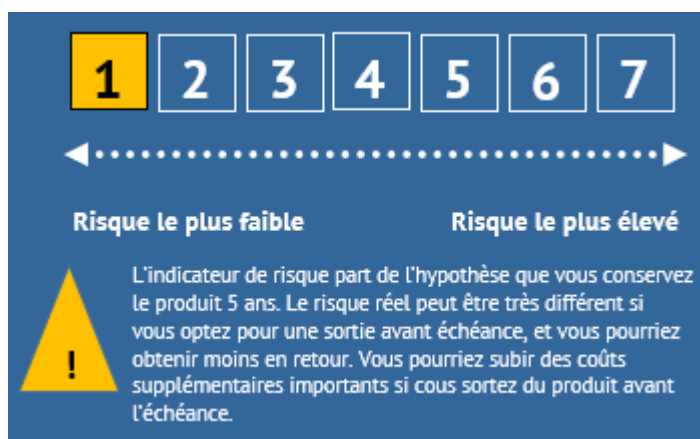 1 2 3 4 5 6 7
Risque le plus faible Risque le plus élevé
L'indicateur de risque part de l'hypothèse que vous conservez
le produit 5 ans. Le risque réel peut être très différent si
vous optez pour une sortie avant échéance, et vous pourriez
obtenir moins en retour. Vous pourriez subir des coûts
supplémentaires importants si cous sortez du produit avant
l'échéance.
!